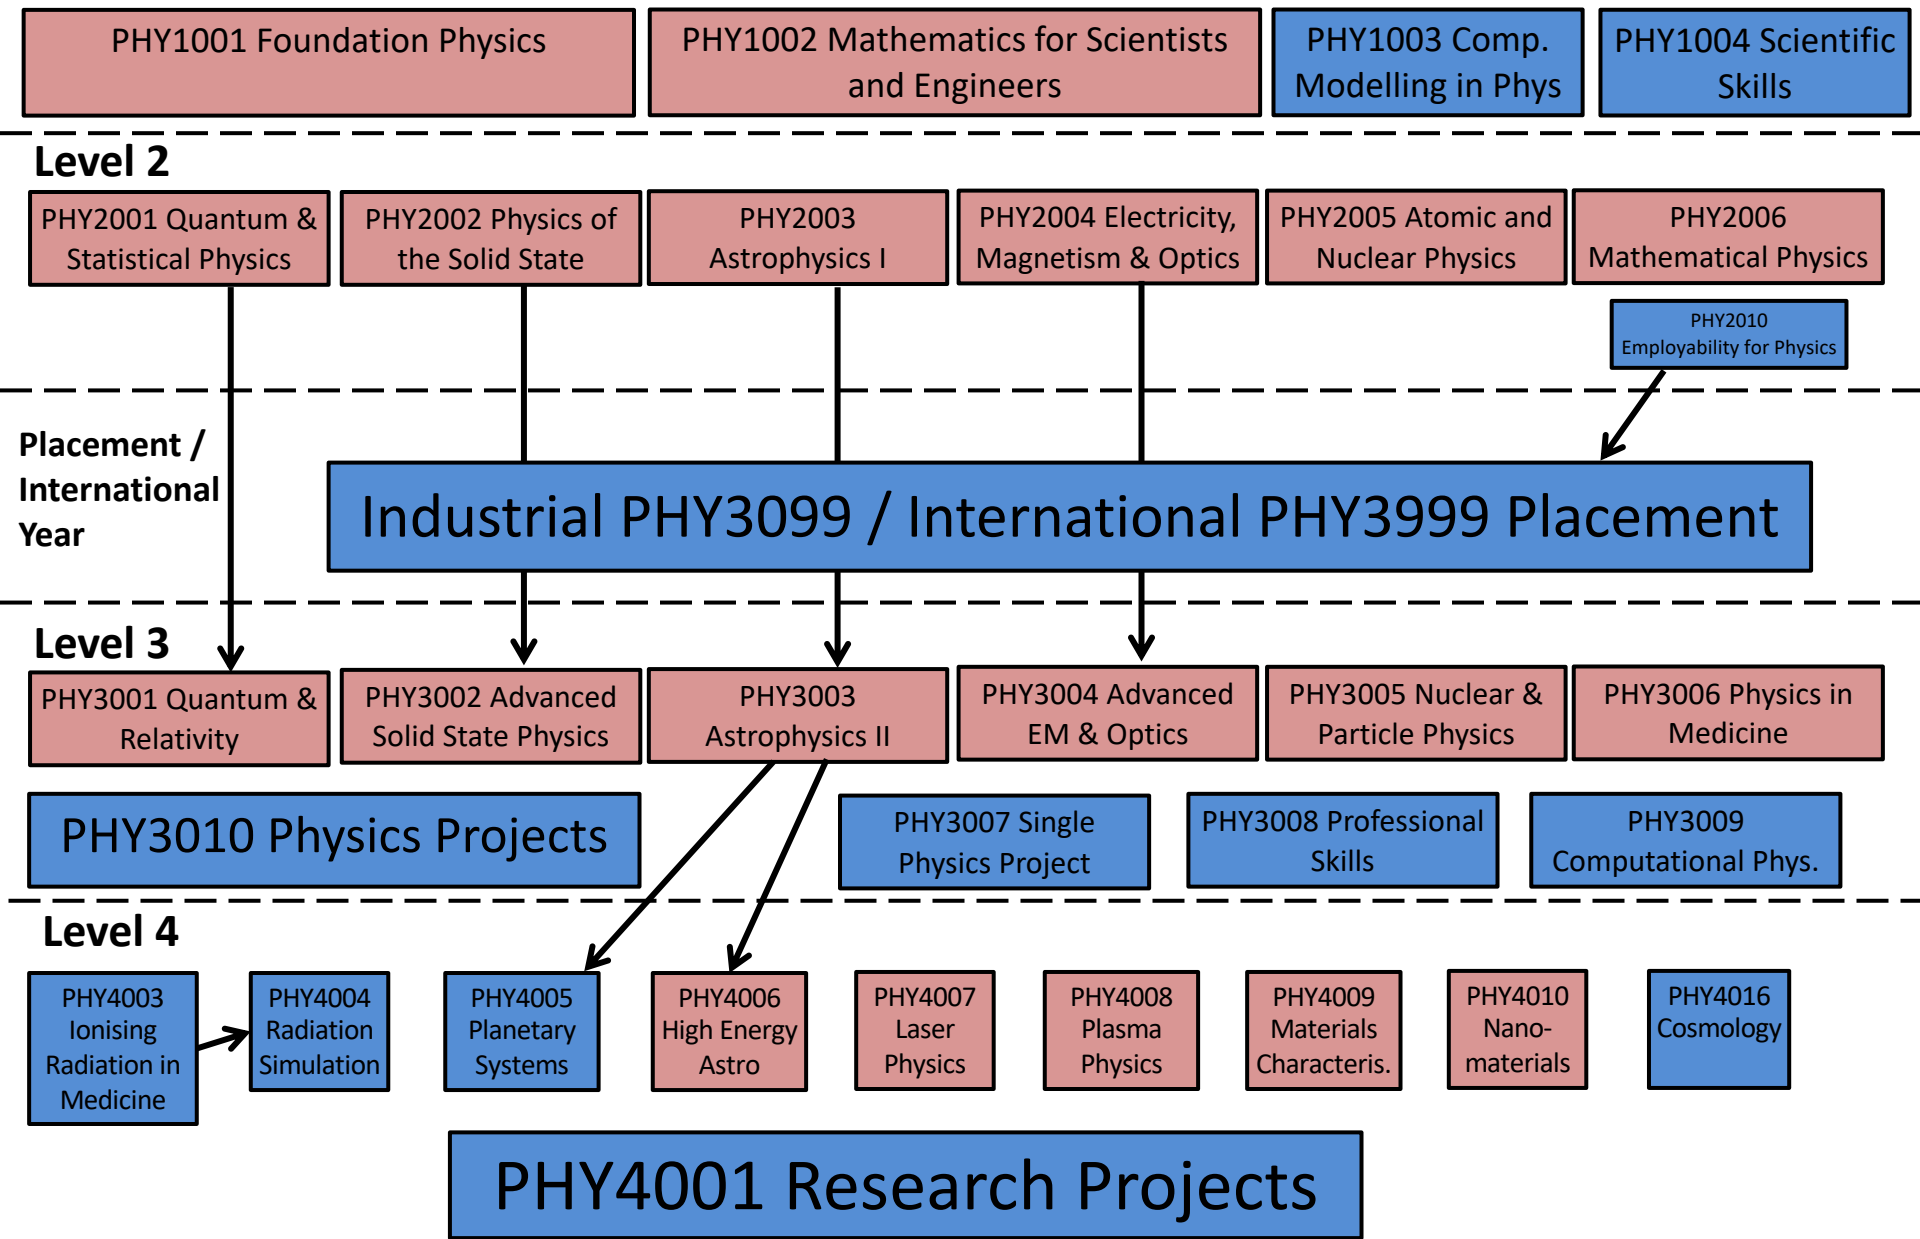 PHY1001 Foundation Physics
PHY1002 Mathematics for Scientists
and Engineers
PHY1003 Comp.
Modelling in Phys
PHY1004 Scientific
Skills
Level 2
PHY2001 Quantum &
Statistical Physics
PHY2002 Physics of
the Solid State
PHY2003
Astrophysics I
PHY2004 Electricity,
Magnetism & Optics
PHY2005 Atomic and
Nuclear Physics
PHY2006
Mathematical Physics
PHY2010
Employability for Physics
Placement /
International
Year
Industrial PHY3099 / International PHY3999 Placement
Level 3
PHY3001 Quantum &
Relativity
PHY3002 Advanced
Solid State Physics
PHY3003
Astrophysics II
PHY3004 Advanced
EM & Optics
PHY3005 Nuclear &
Particle Physics
PHY3006 Physics in
Medicine
PHY3010 Physics Projects
PHY3007 Single
Physics Project
PHY3008 Professional
Skills
PHY3009
Computational Phys.
Level 4
PHY4003
Ionising
Radiation in
Medicine
PHY4004
Radiation
Simulation
PHY4005
Planetary
Systems
PHY4006
High Energy
Astro
PHY4007
Laser
Physics
PHY4008
Plasma
Physics
PHY4009
Materials
Characteris.
PHY4010
Nano-
materials
PHY4016
Cosmology
PHY4001 Research Projects